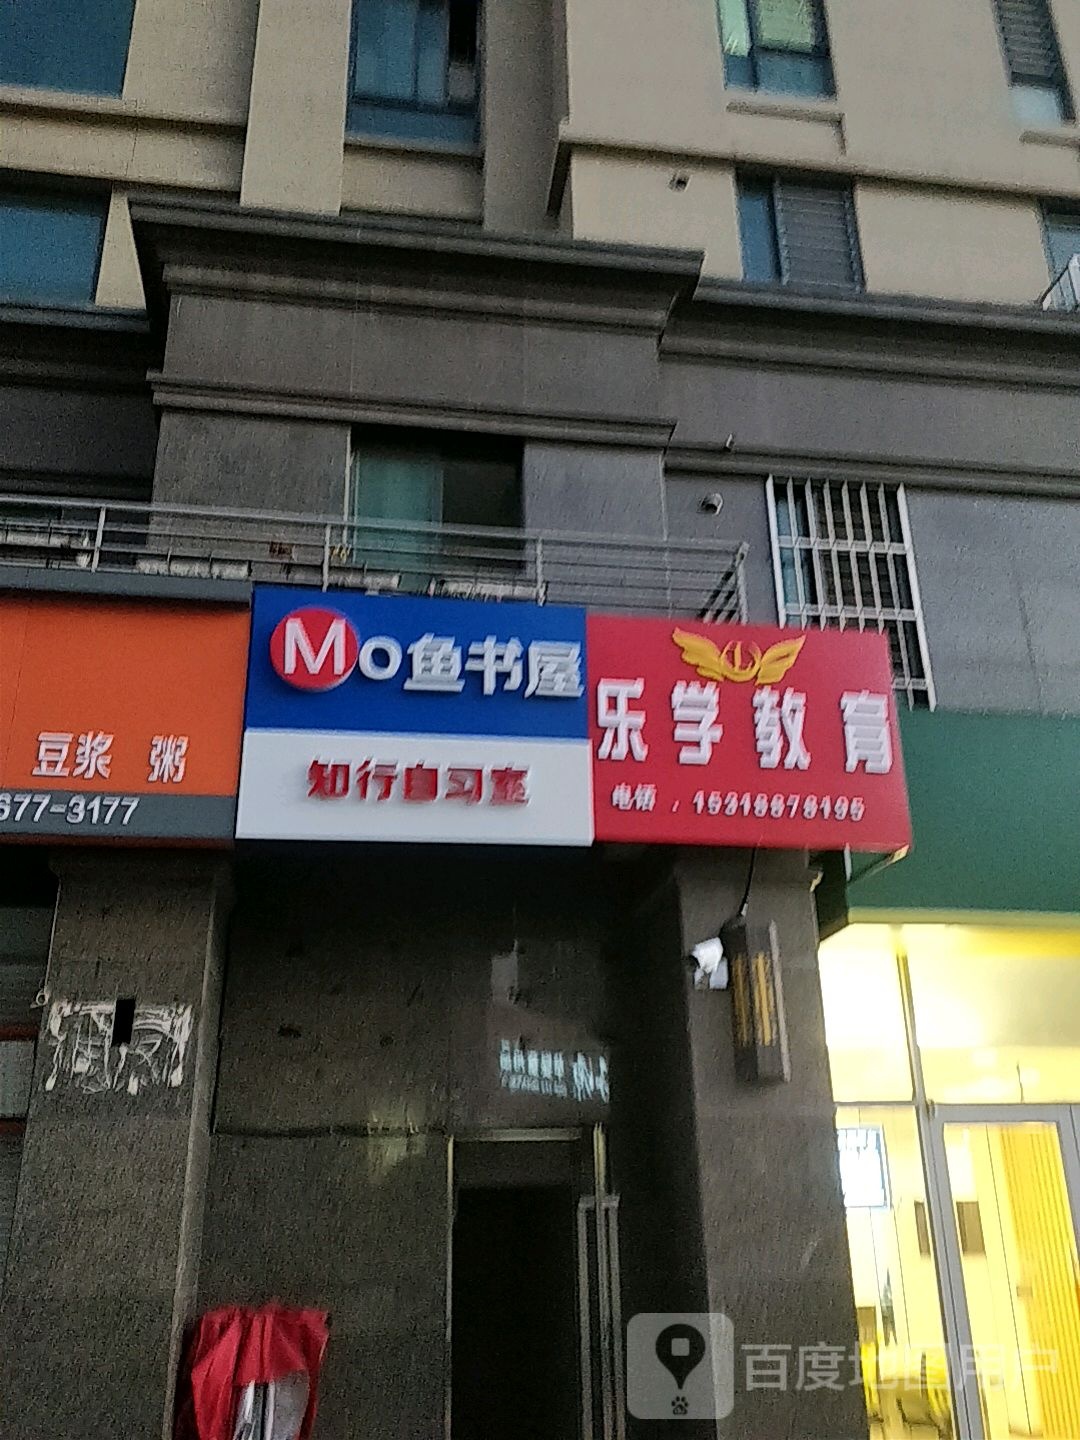 Mo鱼书屋
知行自习室
乐学教育
电话：15318878195
豆浆 粥
677-3177
百度地图用户